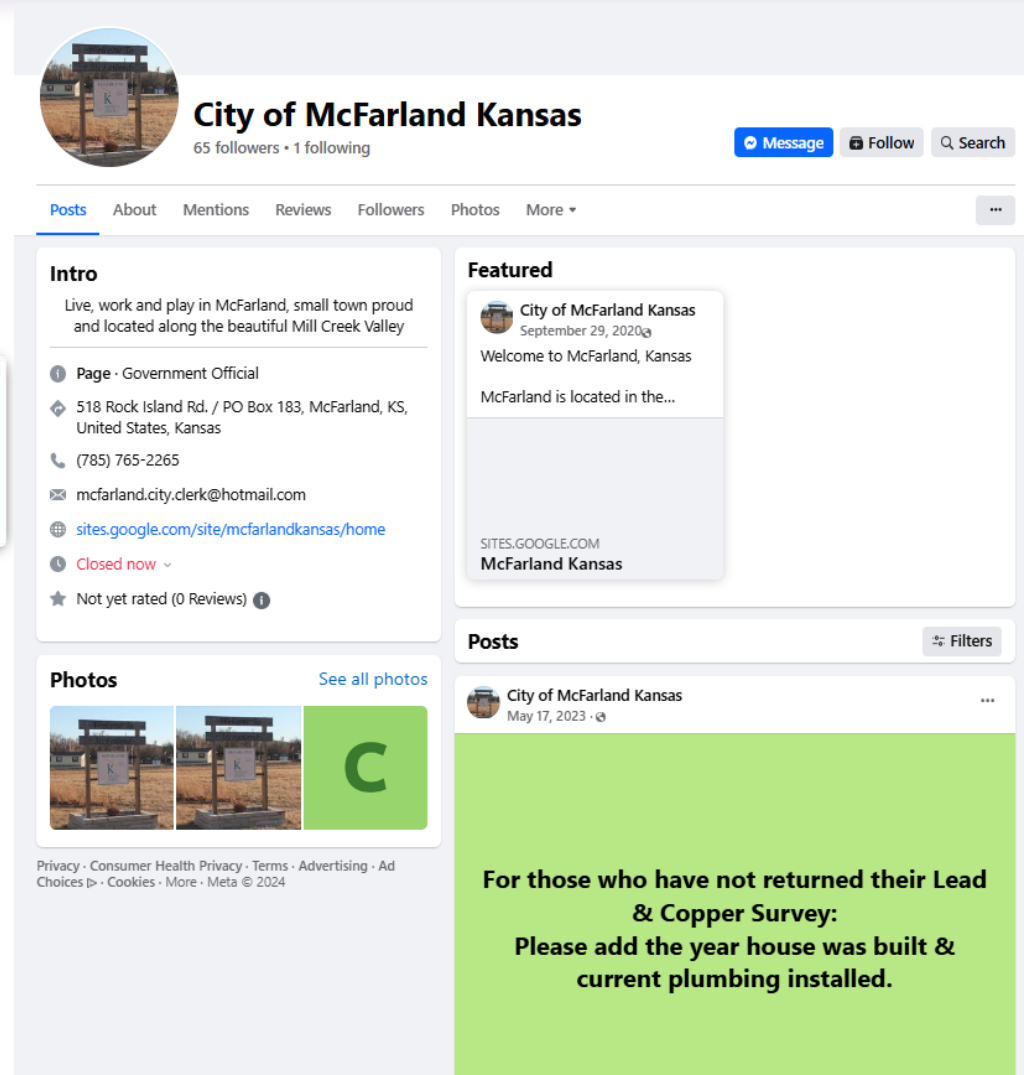 City of McFarland Kansas
65 followers • 1 following
Message
Follow
Search
Posts
About
Mentions
Reviews
Followers
Photos
More
Intro
Live, work and play in McFarland, small town proud
and located along the beautiful Mill Creek Valley
Page · Government Official
518 Rock Island Rd. / PO Box 183, McFarland, KS,
United States, Kansas
(785) 765-2265
mcfarland.city.clerk@hotmail.com
sites.google.com/site/mcfarlandkansas/home
Closed now
Not yet rated (0 Reviews)
Photos
See all photos
K
K
C
Privacy · Consumer Health Privacy · Terms · Advertising · Ad
Choices · Cookies · More · Meta © 2024
Featured
City of McFarland Kansas
September 29, 2020
Welcome to McFarland, Kansas
McFarland is located in the...
SITES.GOOGLE.COM
McFarland Kansas
Posts
Filters
City of McFarland Kansas
May 17, 2023 ·
For those who have not returned their Lead
& Copper Survey:
Please add the year house was built &
current plumbing installed.